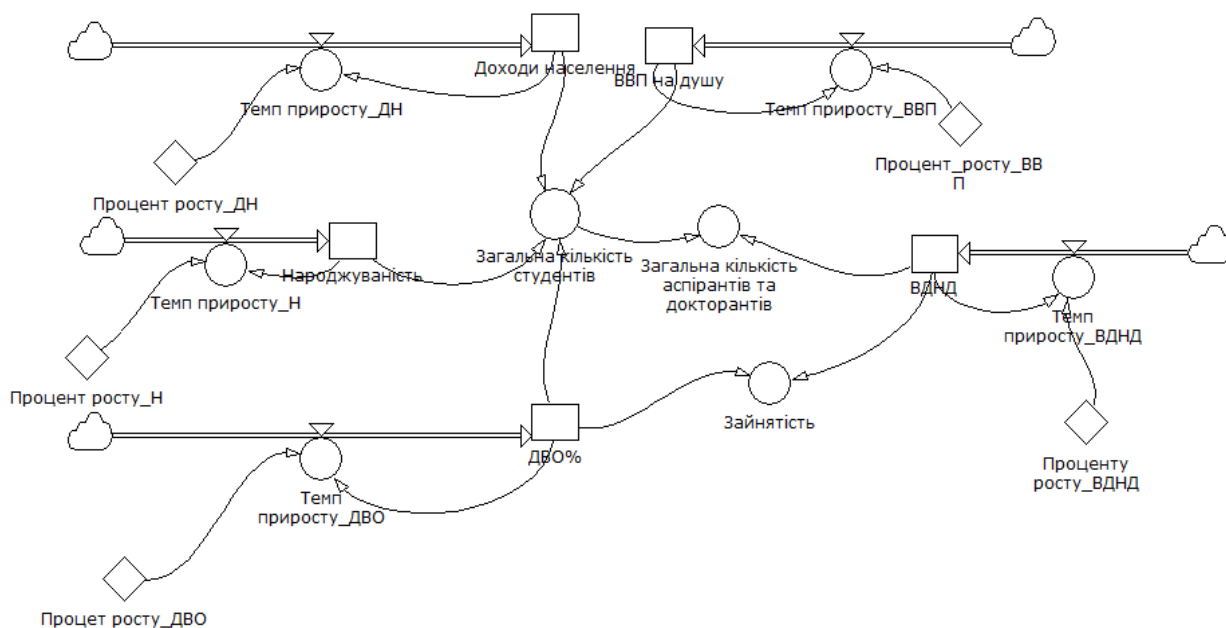 Доходи населення
ВВП на душу
Темп приросту_ДН
Темп приросту_ВВП
Процент_росту_ВВ
П
Процент росту_ДН
Загальна кількість
студентів
Загальна кількість
аспірантів та
докторантів
Народжуваність
ВДНД
Темп приросту_Н
Темп
приросту_ВДНД
Процент росту_Н
Зайнятість
ДВО%
Проценту
росту_ВДНД
Темп
приросту_ДВО
Процет росту_ДВО